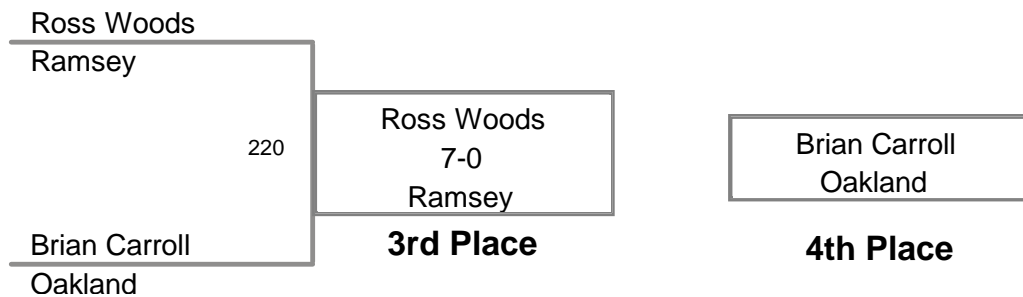 Ross Woods
Ramsey
220
Brian Carroll
Oakland
Ross Woods
7-0
Ramsey
3rd Place
Brian Carroll
Oakland
4th Place